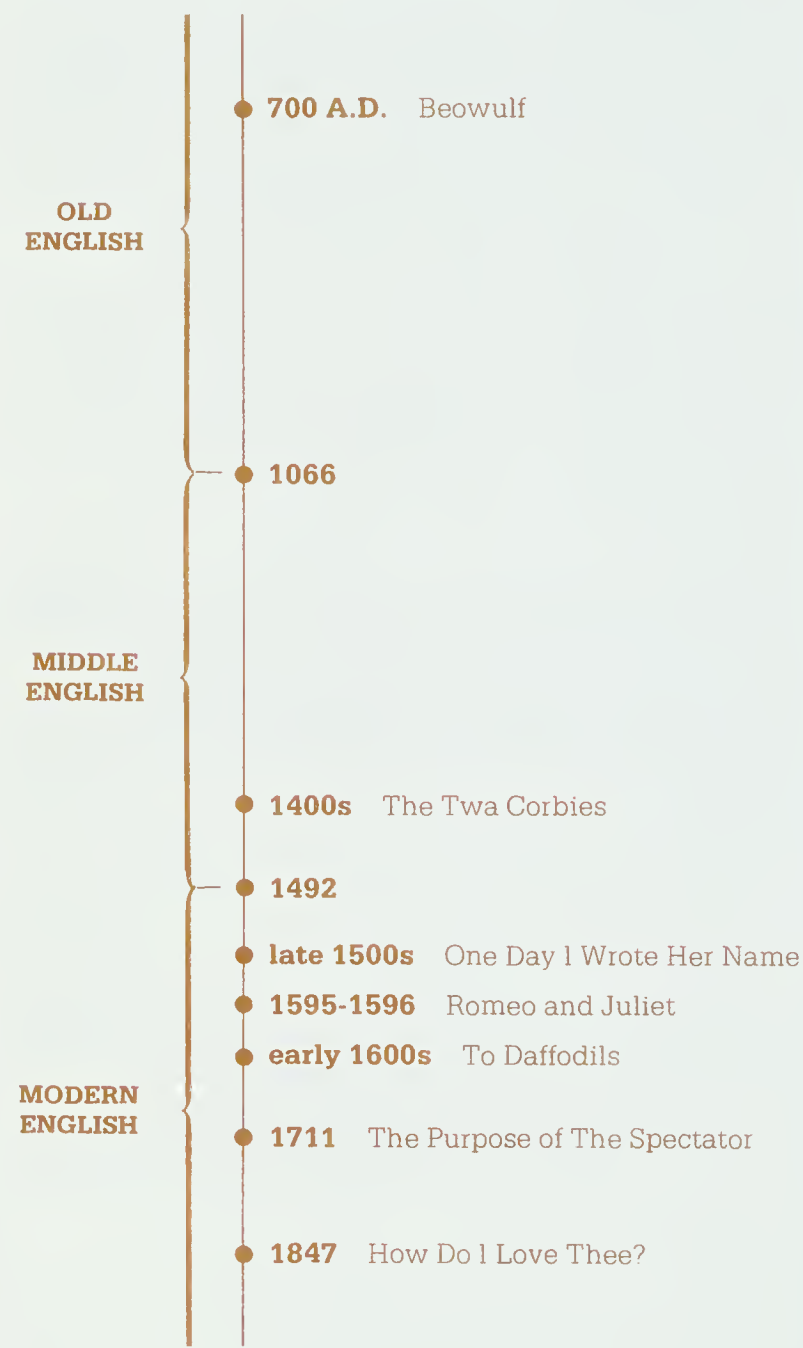 700 A.D. Beowulf
OLD
ENGLISH
1066
MIDDLE
ENGLISH
1400s The Twa Corbies
1492
late 1500s One Day I Wrote Her Name
1595-1596 Romeo and Juliet
early 1600s To Daffodils
MODERN
ENGLISH
1711 The Purpose of The Spectator
1847 How Do I Love Thee?